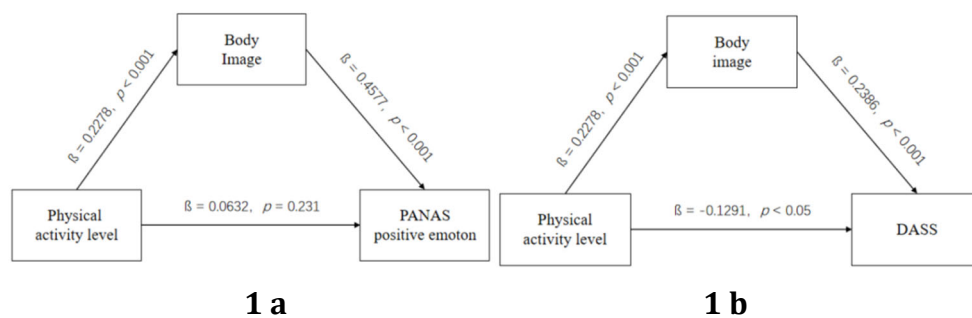 Body
Image
ß = 0.2278, p < 0.001
ß = 0.4577, p < 0.001
Physical
activity level
ß = 0.0632, p = 0.231
PANAS
positive emoton
1 a
Body
image
ß = 0.2278, p < 0.001
ß = 0.2386, p < 0.001
Physical
activity level
ß = -0.1291, p < 0.05
DASS
1 b